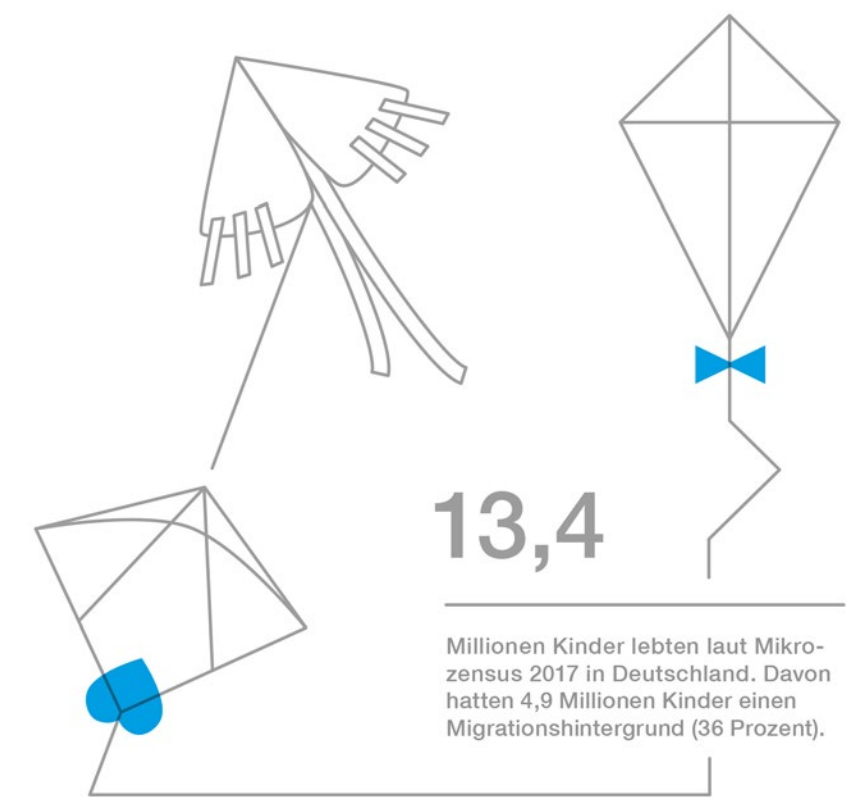 13,4
Millionen Kinder lebten laut Mikro-
zensus 2017 in Deutschland. Davon
hatten 4,9 Millionen Kinder einen
Migrationshintergrund (36 Prozent).